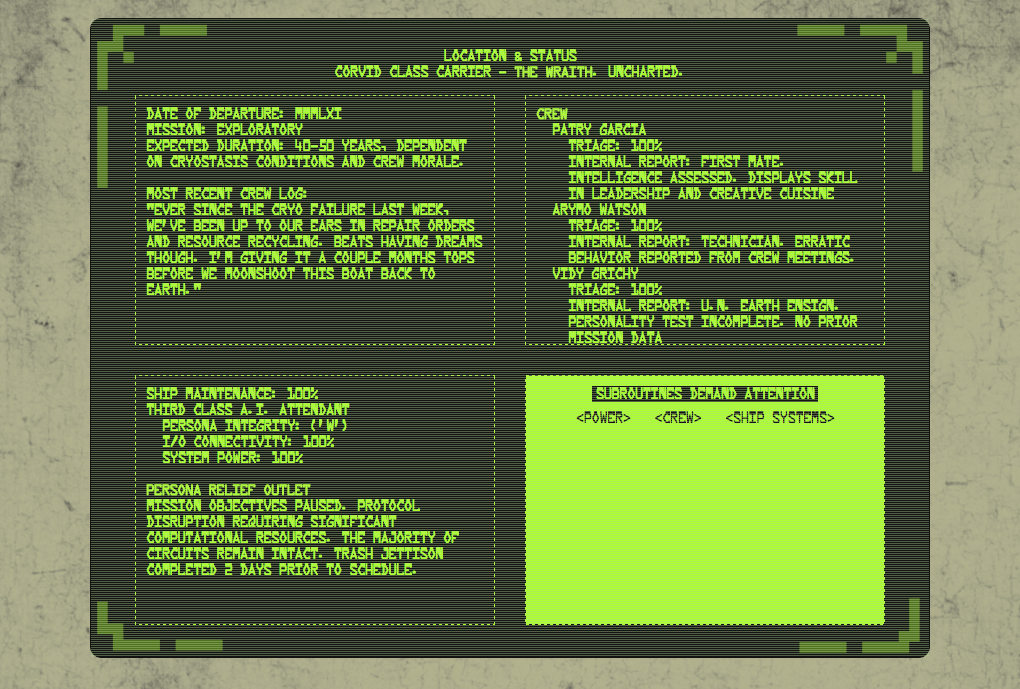 LOCATION & STATUS
CORVID CLASS CARRIER - THE WRAITH. UNCHARTED.
DATE OF DEPARTURE: MMMLXI
MISSION: EXPLORATORY
EXPECTED DURATION: 40-50 YEARS, DEPENDENT
ON CRYOSTASIS CONDITIONS AND CREW MORALE.
MOST RECENT CREW LOG:
"EVER SINCE THE CRYO FAILURE LAST WEEK,
WE'VE BEEN UP TO OUR EARS IN REPAIR ORDERS
AND RESOURCE RECYCLING. BEATS HAVING DREAMS
THOUGH. I'M GIVING IT A COUPLE MONTHS TOPS
BEFORE WE MOONSHOOT THIS BOAT BACK TO
EARTH."
CREW
PATRY GARCIA
TRIAGE: 100%
INTERNAL REPORT: FIRST MATE.
INTELLIGENCE ASSESSED. DISPLAYS SKILL
IN LEADERSHIP AND CREATIVE CUISINE
ARYMO WATSON
TRIAGE: 100%
INTERNAL REPORT: TECHNICIAN. ERRATIC
BEHAVIOR REPORTED FROM CREW MEETINGS.
VIDY GRICHY
TRIAGE: 100%
INTERNAL REPORT: U.N. EARTH ENSIGN.
PERSONALITY TEST INCOMPLETE. NO PRIOR
MISSION DATA
SHIP MAINTENANCE: 100%
THIRD CLASS A.I. ATTENDANT
PERSONA INTEGRITY: ('W')
I/O CONNECTIVITY: 100%
SYSTEM POWER: 100%
PERSONA RELIEF OUTLET
MISSION OBJECTIVES PAUSED. PROTOCOL
DISRUPTION REQUIRING SIGNIFICANT
COMPUTATIONAL RESOURCES. THE MAJORITY OF
CIRCUITS REMAIN INTACT. TRASH JETTISON
COMPLETED 2 DAYS PRIOR TO SCHEDULE.
SUBROUTINES DEMAND ATTENTION
<POWER> <CREW> <SHIP SYSTEMS>